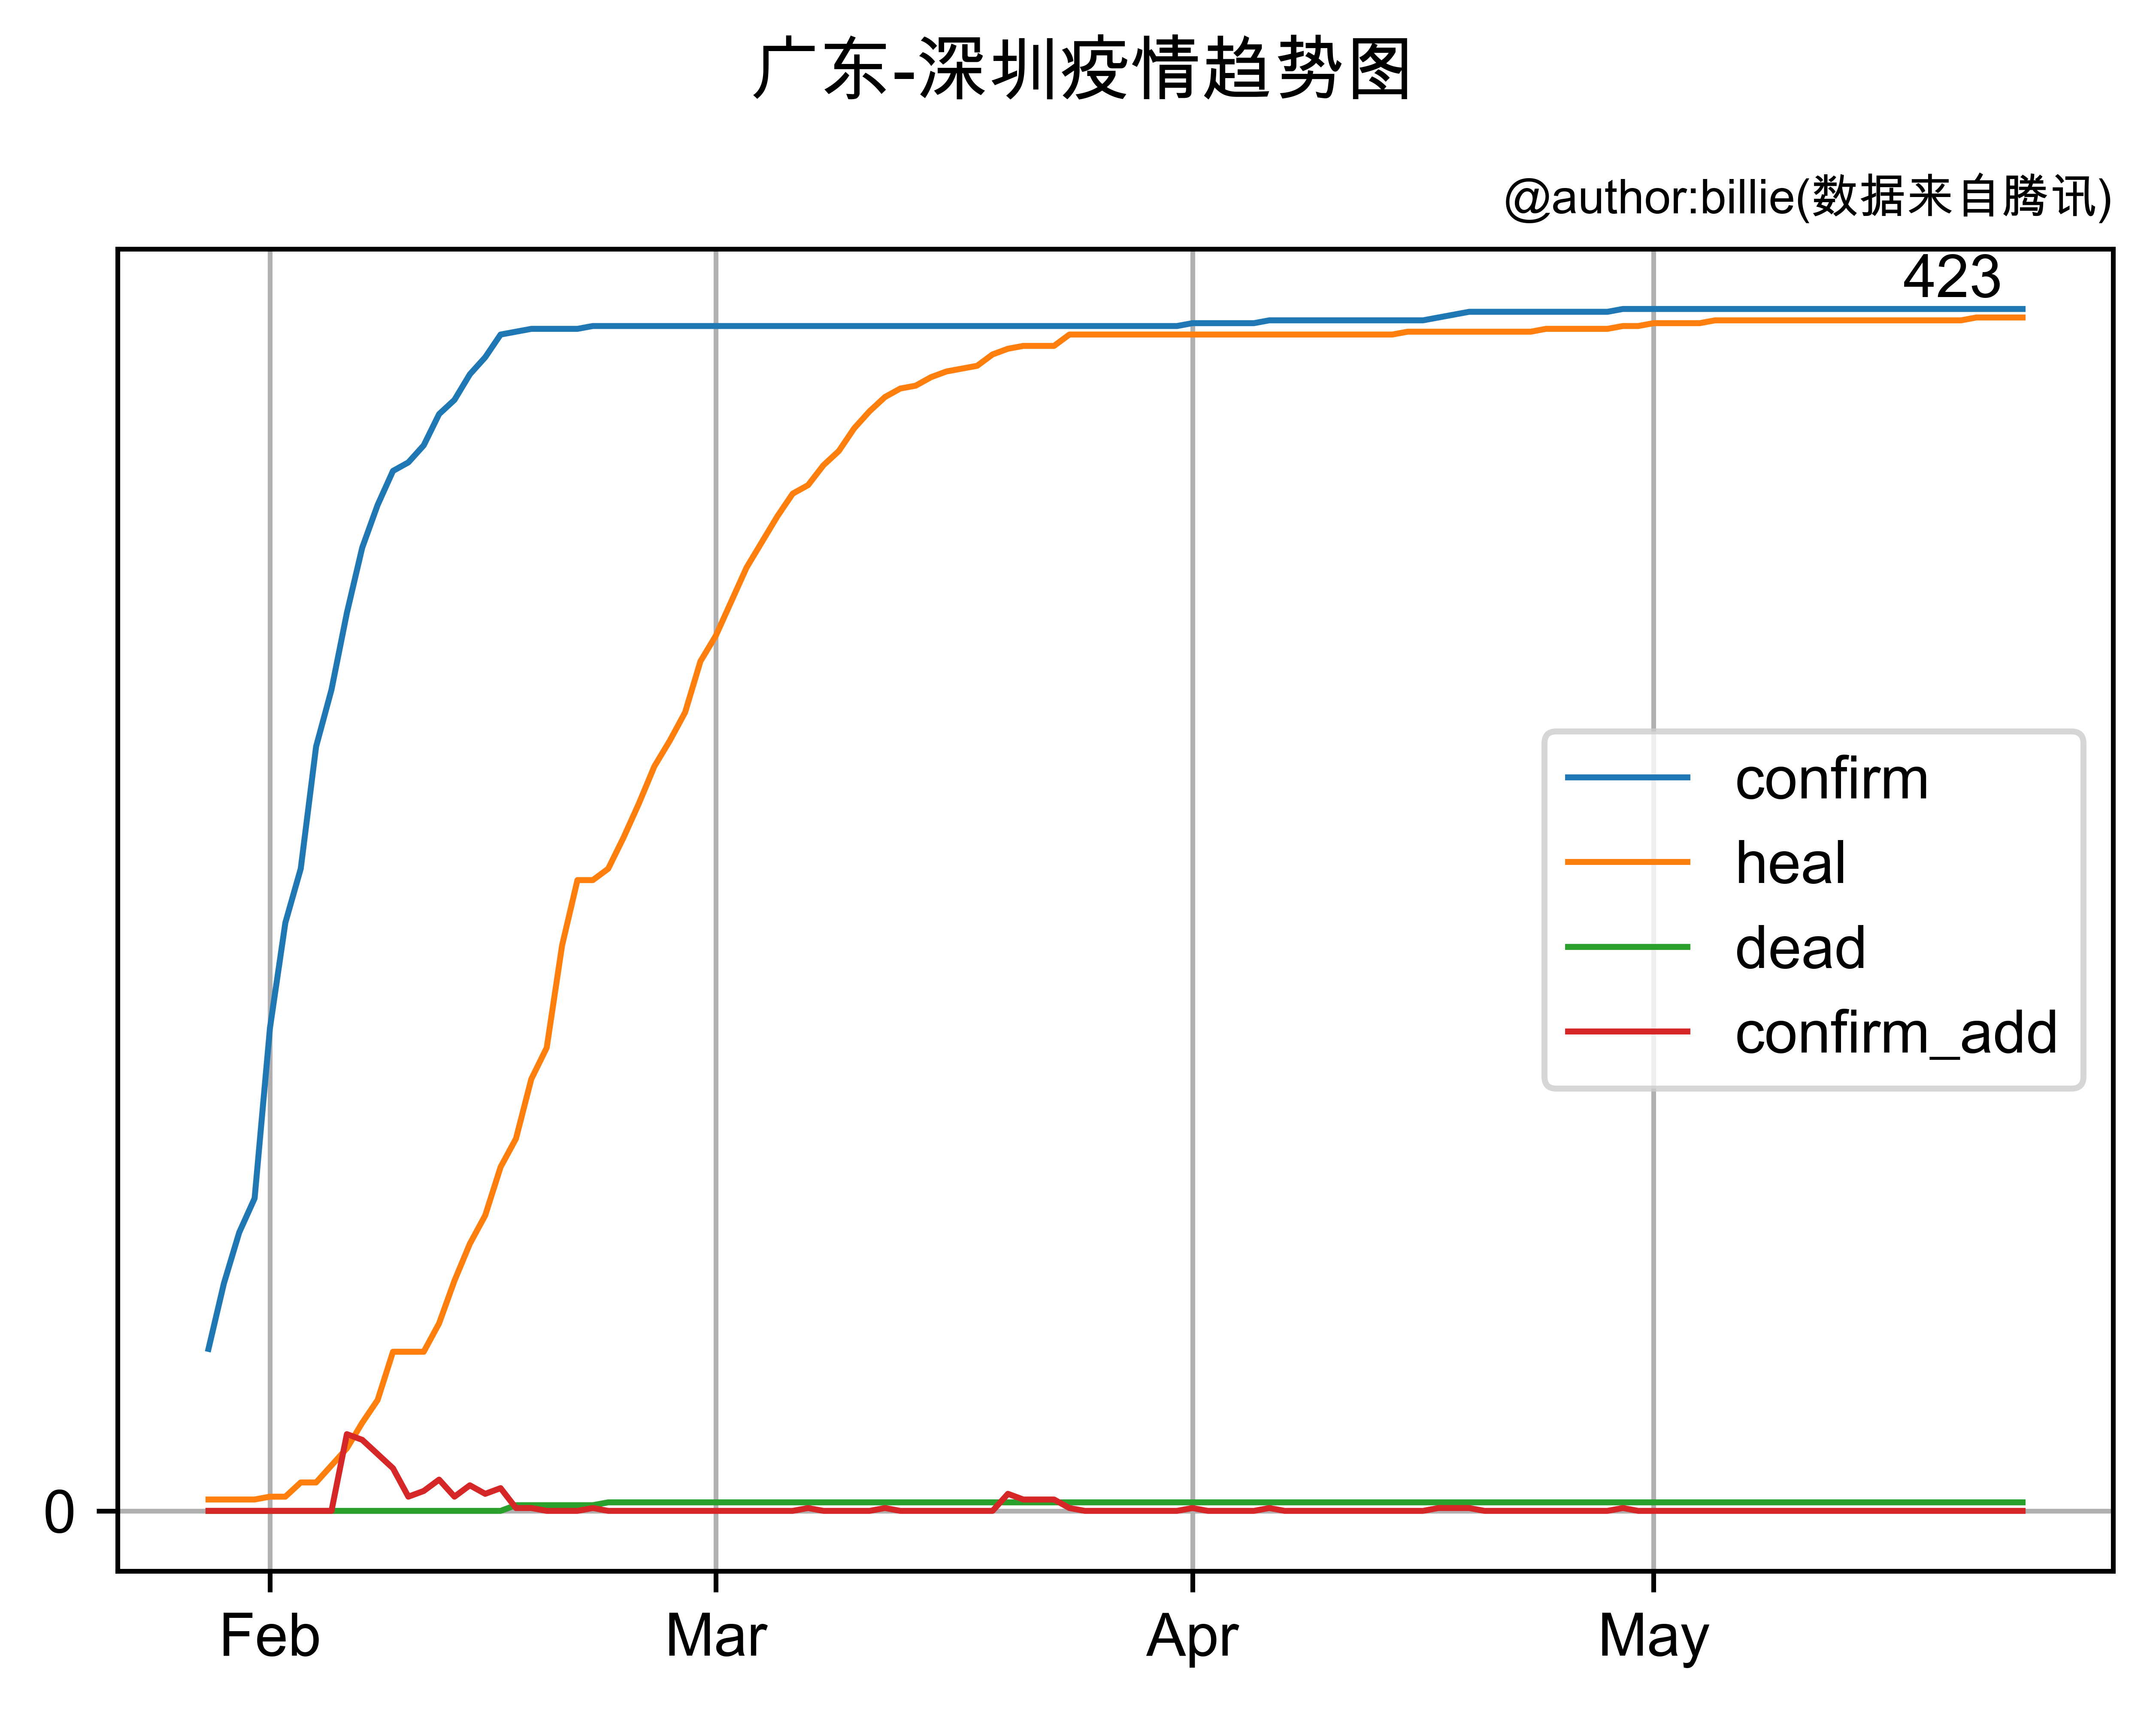 广东-深圳疫情趋势图
@author:billie(数据来自腾讯)
423
confirm
heal
dead
confirm_add
0
Feb Mar Apr May